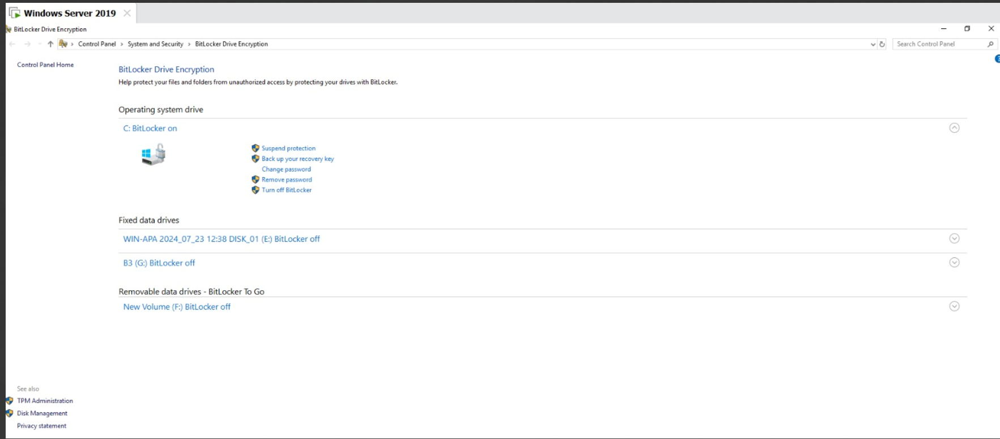 Windows Server 2019
BitLocker Drive Encryption
Control Panel > System and Security > BitLocker Drive Encryption
Search Control Panel
Control Panel Home
BitLocker Drive Encryption
Help protect your files and folders from unauthorized access by protecting your drives with BitLocker.
Operating system drive
C: BitLocker on
Suspend protection
Back up your recovery key
Change password
Remove password
Turn off BitLocker
Fixed data drives
WIN-APA 2024_07_23 12:38 DISK_01 (E:) BitLocker off
B3 (G:) BitLocker off
Removable data drives - BitLocker To Go
New Volume (F:) BitLocker off
See also
TPM Administration
Disk Management
Privacy statement